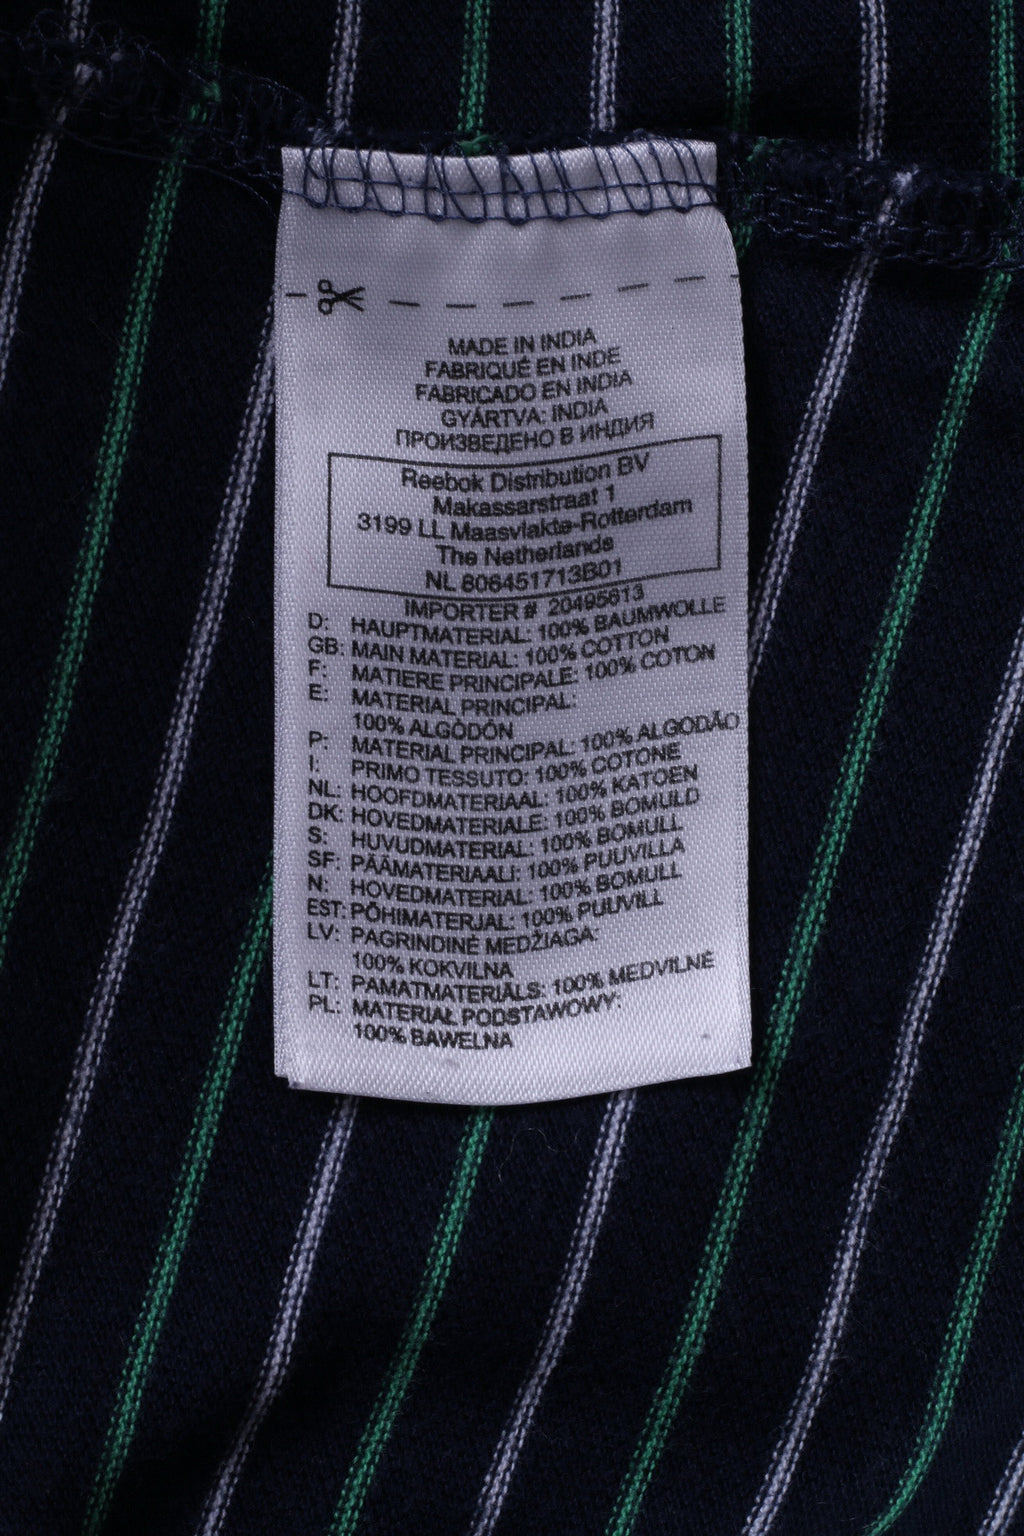 MADE IN INDIA
FABRIQUÉ EN INDE
FABRICADO EN INDIA
GYÁRTVA: INDIA
ПРОИЗВЕДЕНО В ИНДИЯ
Reebok Distribution BV
Makassarstraat 1
3199 LL Maasvlakte-Rotterdam
The Netherlands
NL 806451713B01
IMPORTER # 20495613
D: HAUPTMATERIAL: 100% BAUMWOLLE
GB: MAIN MATERIAL: 100% COTTON
F: MATIERE PRINCIPALE: 100% COTON
E: MATERIAL PRINCIPAL:
100% ALGÒDÓN
P: MATERIAL PRINCIPAL: 100% ALGODÃO
I: PRIMO TESSUTO: 100% COTONE
NL: HOOFDMATERIAAL: 100% KATOEN
DK: HOVEDMATERIALE: 100% BOMULD
S: HUVUDMATERIAL: 100% BOMULL
SF: PÄÄMATERIAALI: 100% PUUVILLA
N: HOVEDMATERIAL: 100% BOMULL
EST: PÕHIMATERJAL: 100% PUUVILL
LV: PAGRINDINĖ MEDŽIAGA:
100% KOKVILNA
LT: PAMATMATERIĀLS: 100% MEDVILNĖ
PL: MATERIAŁ PODSTAWOWY:
100% BAWEŁNA